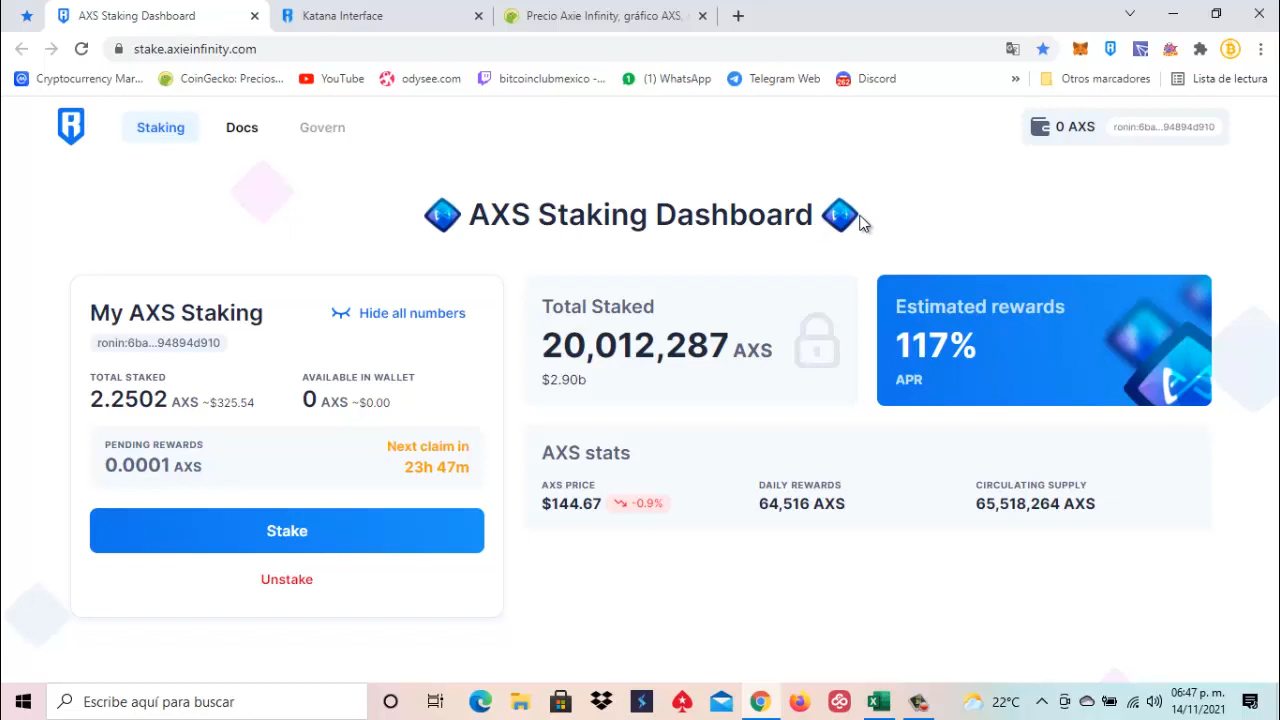 AXS Staking Dashboard
Katana Interface
Precio Axie Infinity, gráfico AXS,
stake.axieinfinity.com
Cryptocurrency Mar...
CoinGecko: Precios...
YouTube
odysee.com
bitcoinclubmexico -...
1
(1) WhatsApp
Telegram Web
262
Discord
»
Otros marcadores
Lista de lectura
Staking
Docs
Govern
0 AXS
ronin:6ba...94894d910
AXS Staking Dashboard
My AXS Staking
Hide all numbers
ronin:6ba...94894d910
TOTAL STAKED
AVAILABLE IN WALLET
2.2502 AXS ~$325.54
0 AXS ~$0.00
PENDING REWARDS
Next claim in
0.0001 AXS
23h 47m
Stake
Unstake
Total Staked
20,012,287 AXS
$2.90b
Estimated rewards
117%
APR
AXS stats
AXS PRICE
DAILY REWARDS
CIRCULATING SUPPLY
$144.67 -0.9%
64,516 AXS
65,518,264 AXS
Escribe aquí para buscar
22°C
06:47 p. m.
14/11/2021